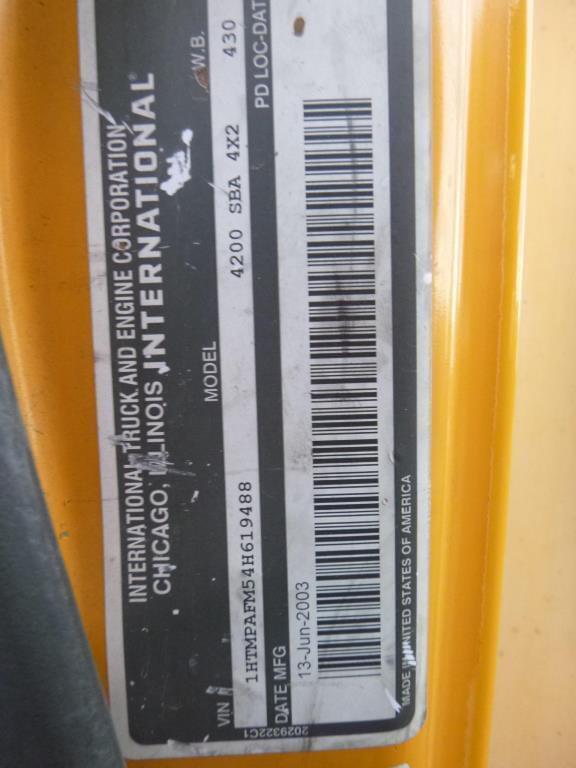 INTERNATIONAL TRUCK AND ENGINE CORPORATION
CHICAGO, ILLINOIS INTERNATIONAL®
VIN MODEL W.B.
1HTMPAFM54H619488 4200 SBA 4X2 430
DATE MFG PD LOC-DAT
13-Jun-2003
MADE IN UNITED STATES OF AMERICA
2029322C1